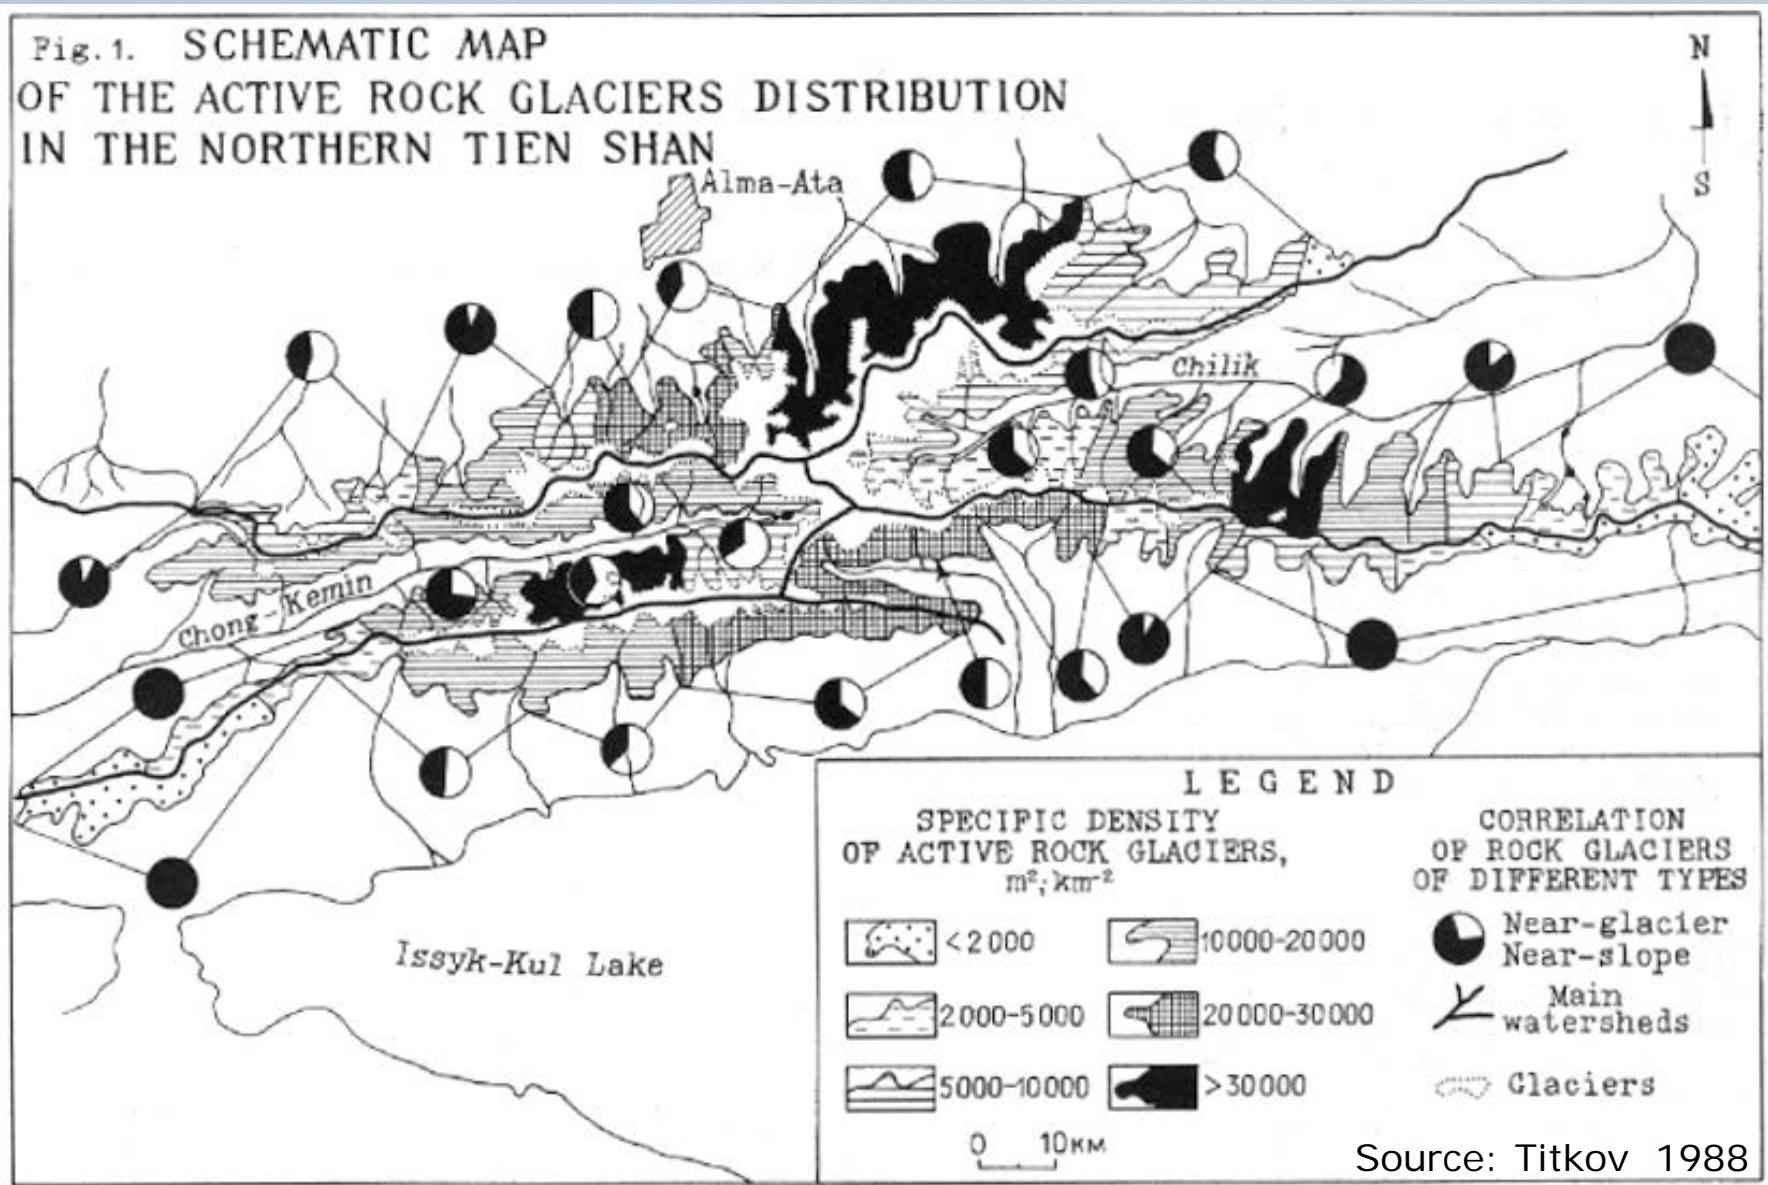 Fig.1. SCHEMATIC MAP
OF THE ACTIVE ROCK GLACIERS DISTRIBUTION
IN THE NORTHERN TIEN SHAN
N
S
Alma-Ata
Chilik
Chong-Kemin
Issyk-Kul Lake
LEGEND
SPECIFIC DENSITY
OF ACTIVE ROCK GLACIERS,
m²; km⁻²
<2000
2000-5000
5000-10000
10000-20000
20000-30000
>30000
0 10км
CORRELATION
OF ROCK GLACIERS
OF DIFFERENT TYPES
Near-glacier
Near-slope
Main
watersheds
Glaciers
Source: Titkov 1988